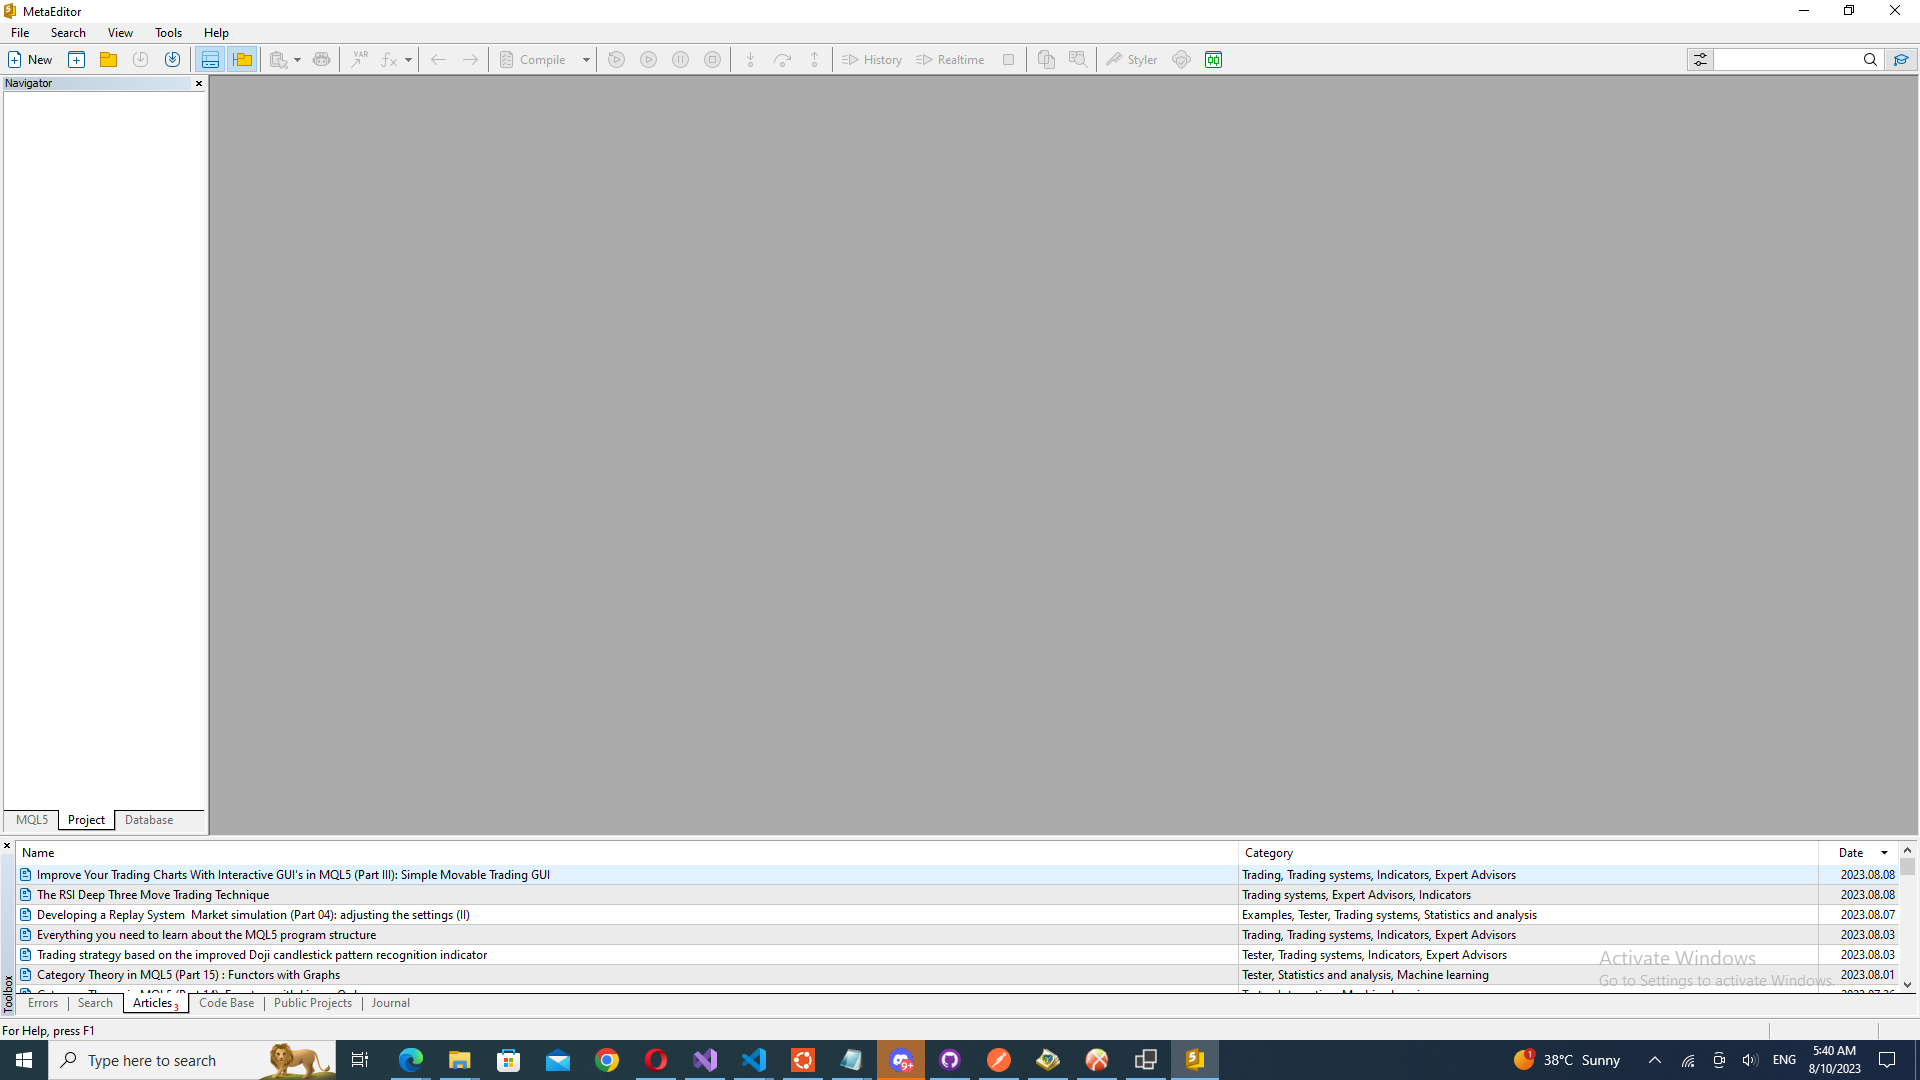 MetaEditor
File Search View Tools Help
New VAR Compile History Realtime Styler
Navigator
MQL5 Project Database
Name Category Date
Improve Your Trading Charts With Interactive GUI's in MQL5 (Part III): Simple Movable Trading GUI Trading, Trading systems, Indicators, Expert Advisors 2023.08.08
The RSI Deep Three Move Trading Technique Trading systems, Expert Advisors, Indicators 2023.08.08
Developing a Replay System Market simulation (Part 04): adjusting the settings (II) Examples, Tester, Trading systems, Statistics and analysis 2023.08.07
Everything you need to learn about the MQL5 program structure Trading, Trading systems, Indicators, Expert Advisors 2023.08.03
Trading strategy based on the improved Doji candlestick pattern recognition indicator Tester, Trading systems, Indicators, Expert Advisors 2023.08.03
Category Theory in MQL5 (Part 15) : Functors with Graphs Tester, Statistics and analysis, Machine learning 2023.08.01
Activate Windows
Go to Settings to activate Windows.
Toolbox
Errors Search Articles 3 Code Base Public Projects Journal
For Help, press F1
Type here to search 9+ 1 38°C Sunny ENG 5:40 AM
8/10/2023